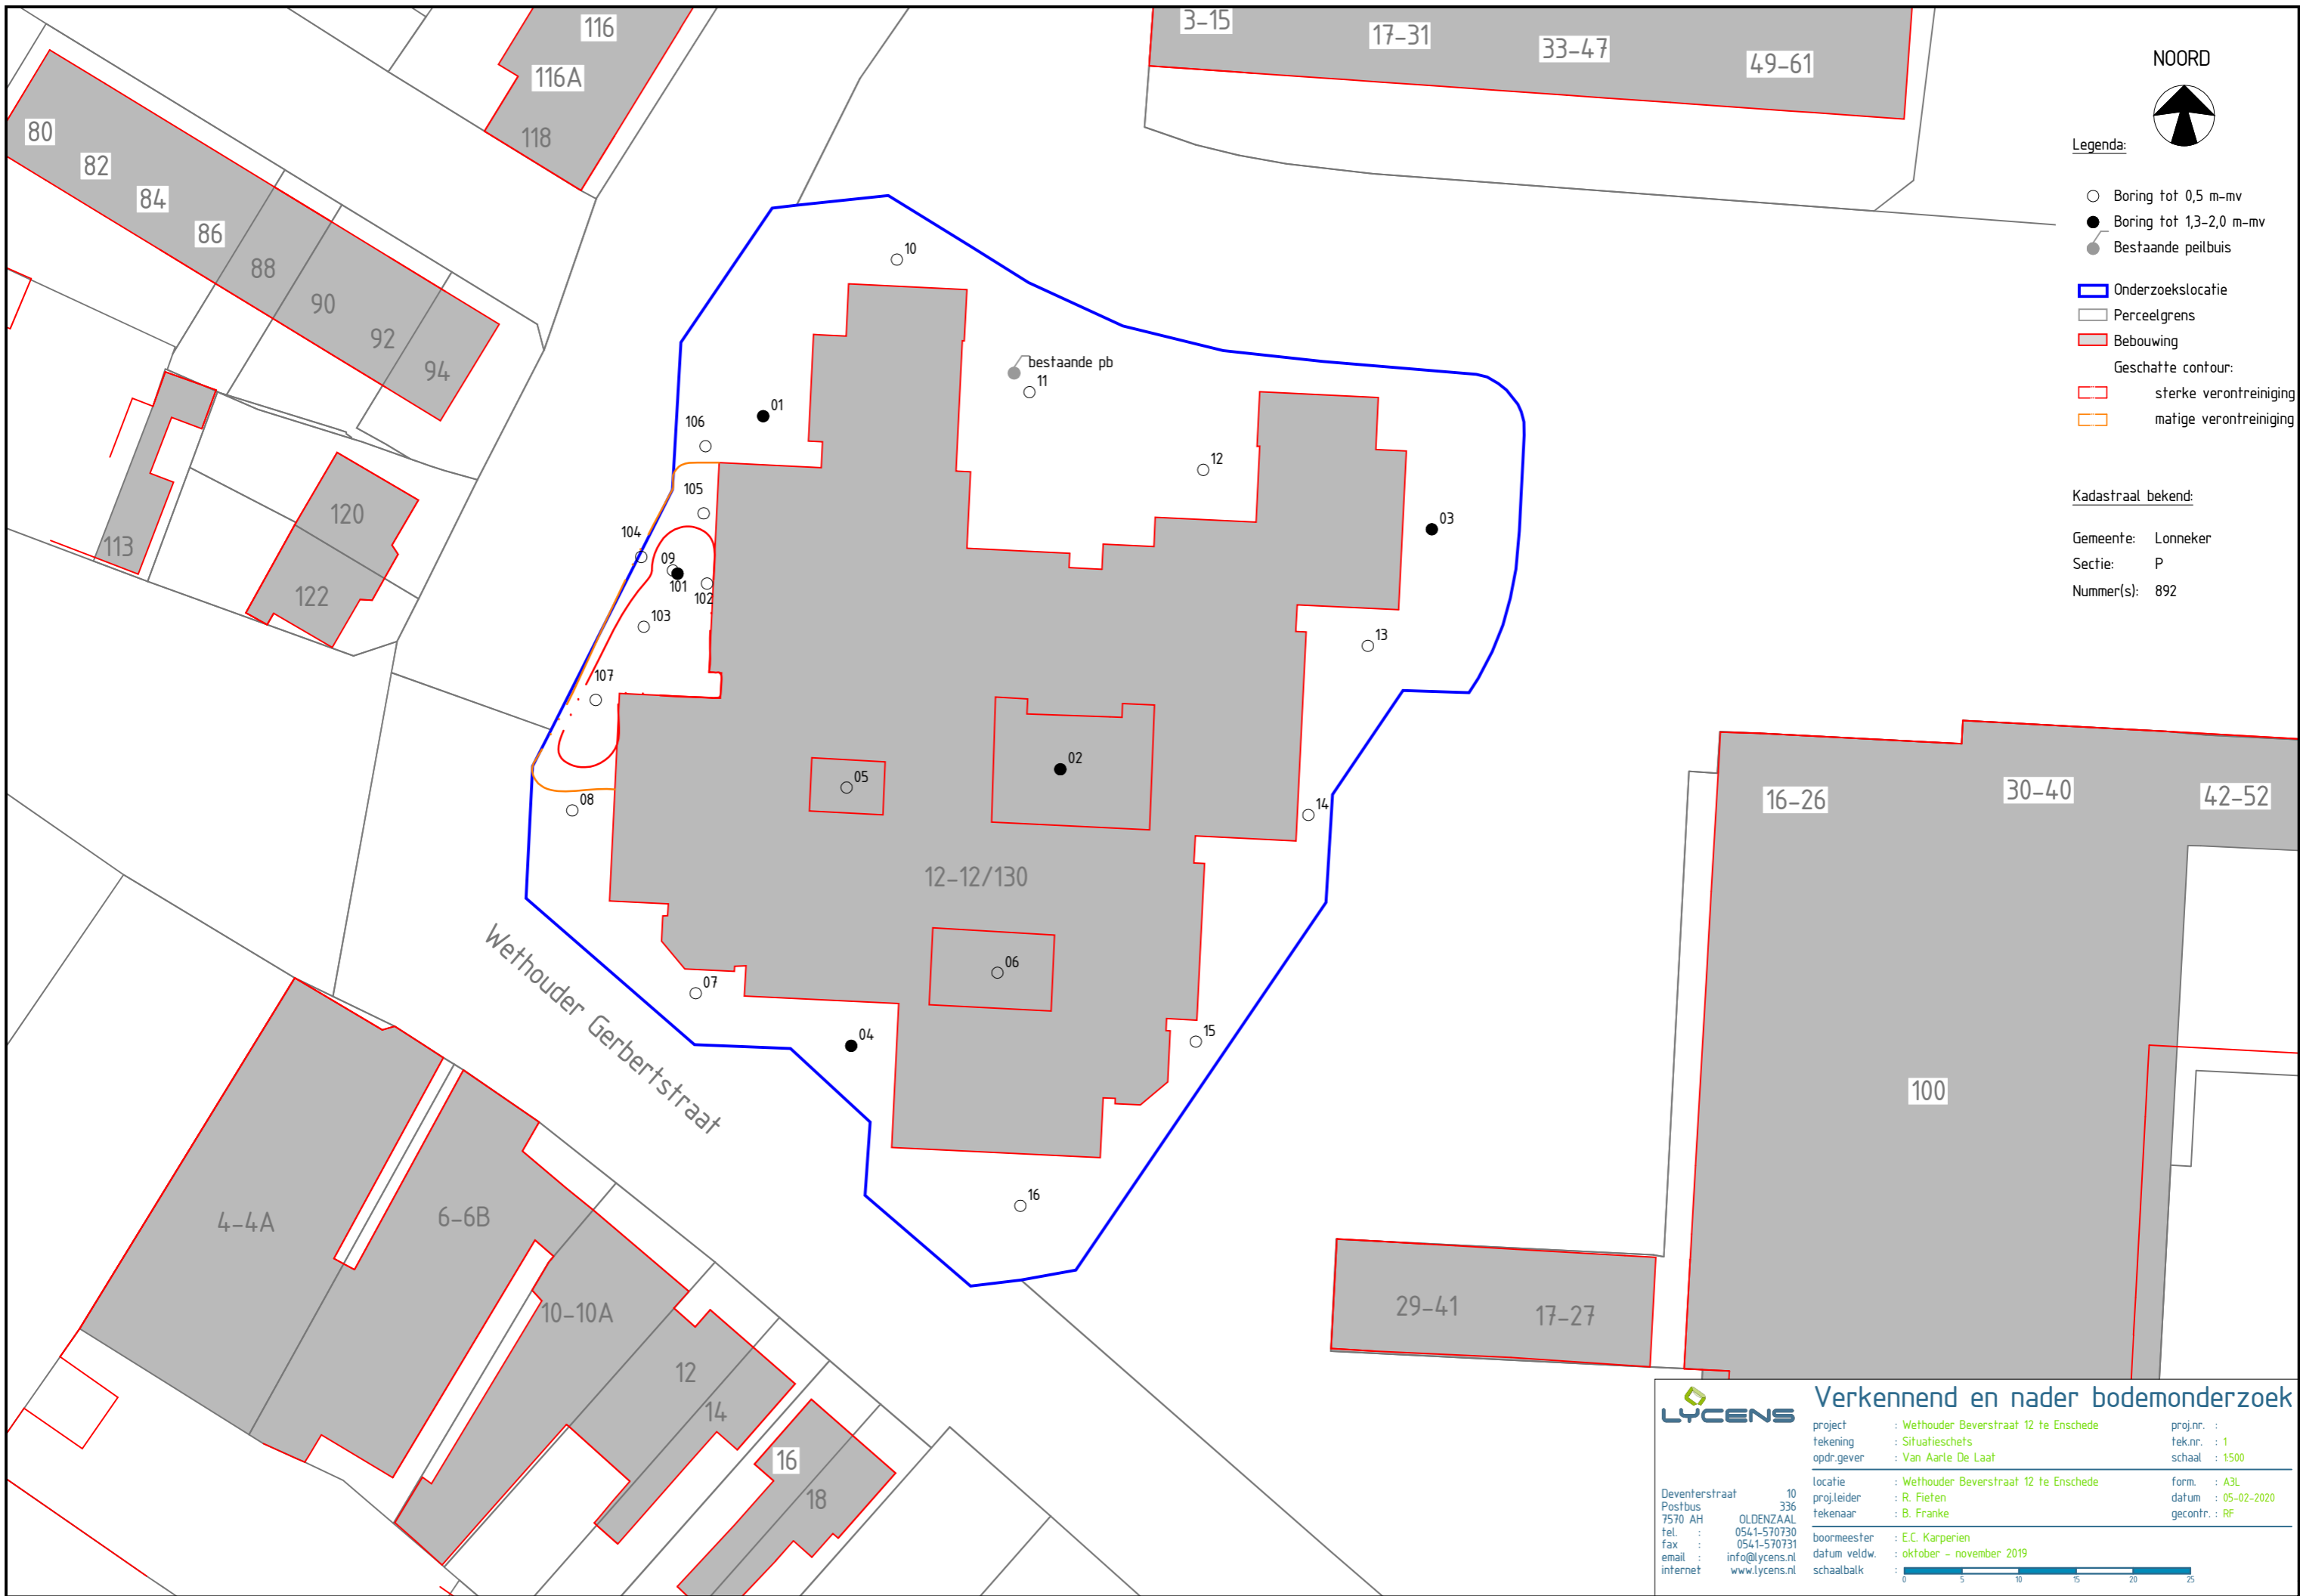 116
116A
118
3-15
17-31
33-47
49-61
80
82
84
86
88
90
92
94
113
120
122
NOORD
Legenda:
Boring tot 0,5 m-mv
Boring tot 1,3-2,0 m-mv
Bestaande peilbuis
Onderzoekslocatie
Perceelgrens
Bebouwing
Geschatte contour:
sterke verontreiniging
matige verontreiniging
Kadastraal bekend:
Gemeente: Lonneker
Sectie: P
Nummer(s): 892
10
bestaande pb
11
01
106
12
105
03
104
09
101
102
103
13
107
02
05
08
14
12-12/130
06
07
15
04
16
Wethouder Gerbertstraat
16-26
30-40
42-52
100
29-41
17-27
4-4A
6-6B
10-10A
12
14
16
18
LYCENS
Verkennend en nader bodemonderzoek
project : Wethouder Beverstraat 12 te Enschede proj.nr. :
tekening : Situatieschets tek.nr. : 1
opdr.gever : Van Aarle De Laat schaal : 1:500
locatie : Wethouder Beverstraat 12 te Enschede form. : A3L
proj.leider : R. Fieten datum : 05-02-2020
tekenaar : B. Franke gecontr. : RF
boormeester : E.C. Karperien
datum veldw. : oktober - november 2019
schaalbalk :
0 5 10 15 20 25
Deventerstraat 10
Postbus 336
7570 AH OLDENZAAL
tel. : 0541-570730
fax : 0541-570731
email : info@lycens.nl
internet www.lycens.nl